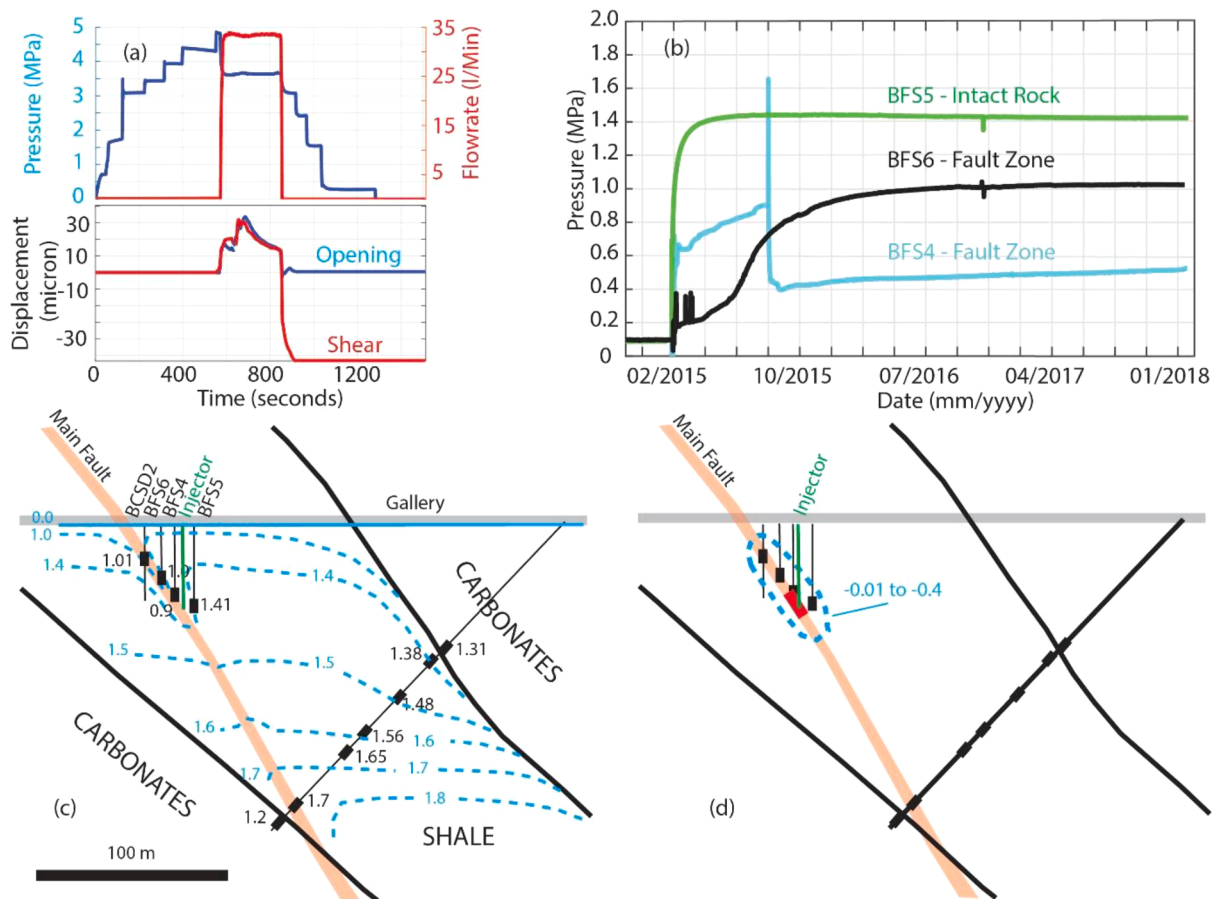 (a)
Pressure (MPa)
5
4
3
2
1
0
35
25
15
5
Flowrate (l/Min)
Displacement
(micron)
30
10
-10
-30
Opening
Shear
0
400
800
1200
Time (seconds)
(b)
Pressure (MPa)
2.0
1.8
1.6
1.4
1.2
1.0
0.8
0.6
0.4
0.2
0
BFS5 - Intact Rock
BFS6 - Fault Zone
BFS4 - Fault Zone
02/2015
10/2015
07/2016
04/2017
01/2018
Date (mm/yyyy)
Main Fault
BCSD2
BFS6
BFS4
Injector
BFS5
Gallery
0.0
1.0
1.4
1.01
1.0
0.9
1.41
1.4
CARBONATES
1.31
1.38
1.5
1.5
1.48
1.6
1.56
1.6
1.65
1.7
1.7
1.7
1.8
1.2
CARBONATES
SHALE
(c)
100 m
Main Fault
Injector
-0.01 to -0.4
(d)